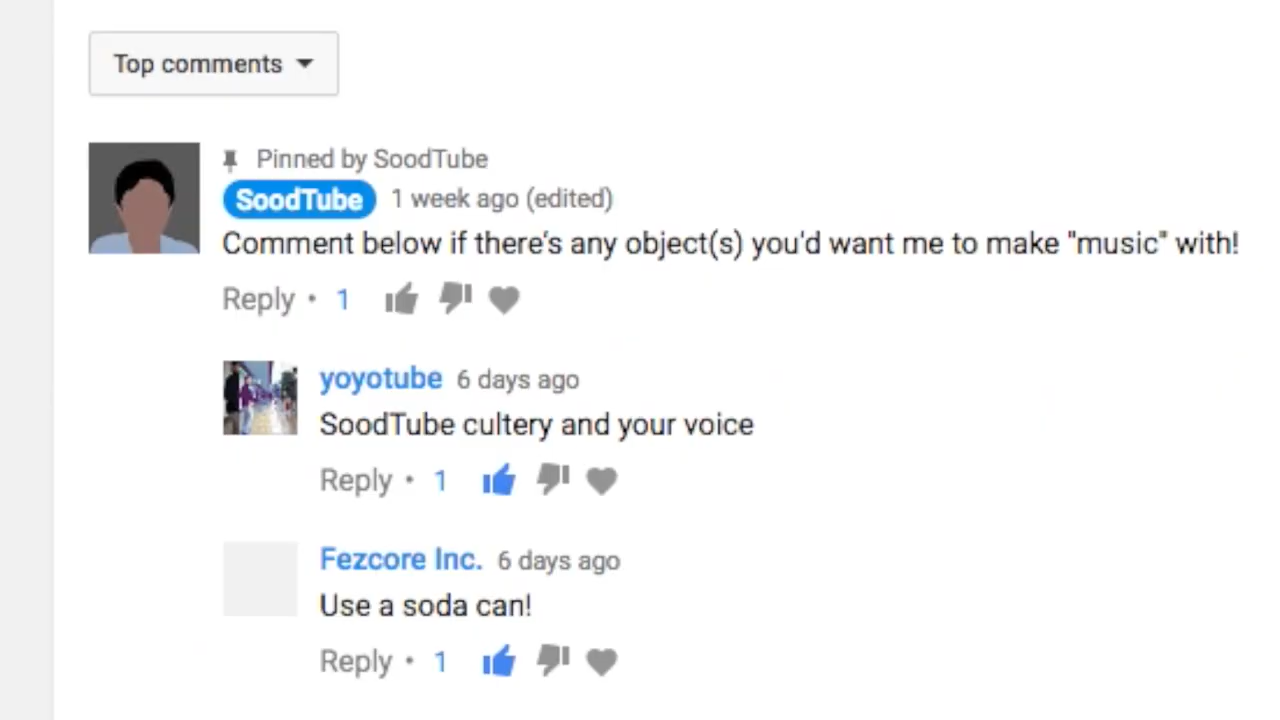 Top comments
Pinned by SoodTube
SoodTube 1 week ago (edited)
Comment below if there's any object(s) you'd want me to make "music" with!
Reply • 1
yoyotube 6 days ago
SoodTube cultery and your voice
Reply • 1
Fezcore Inc. 6 days ago
Use a soda can!
Reply • 1